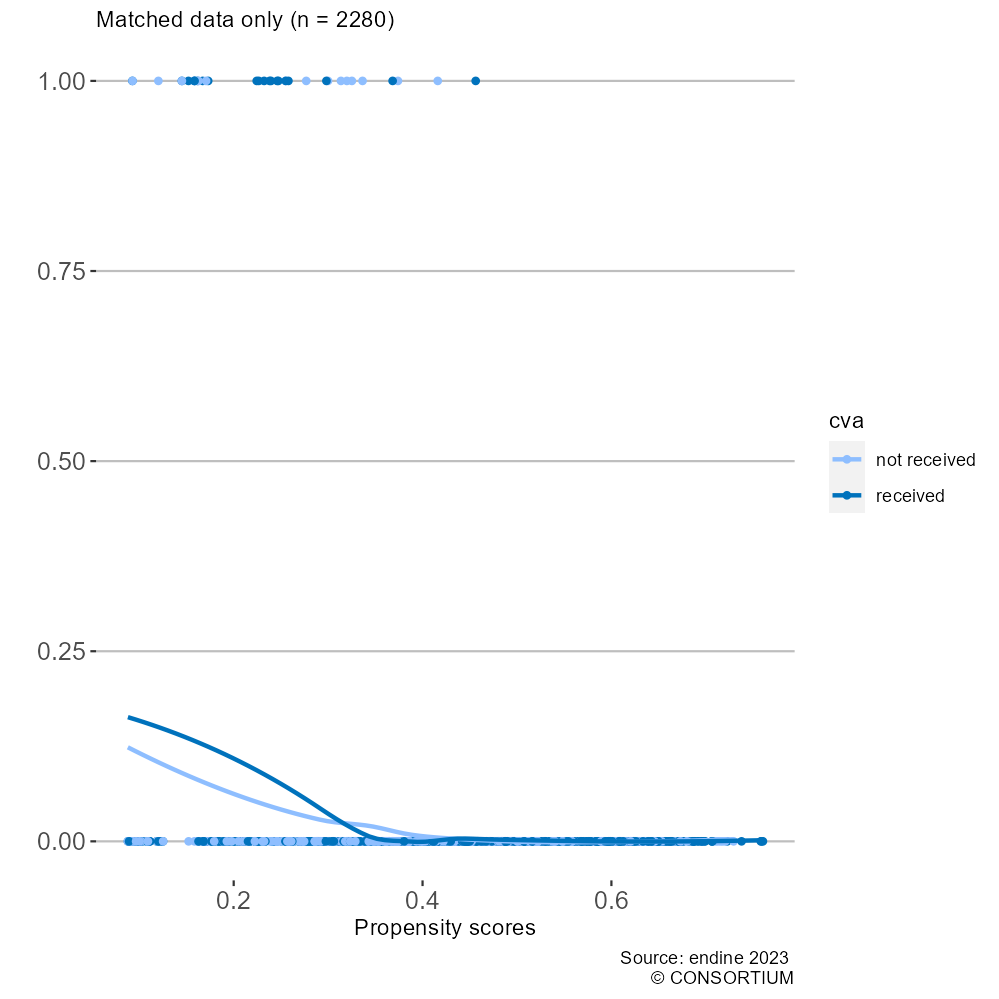 Matched data only (n = 2280)
1.00
0.75
0.50
0.25
0.00
0.2 0.4 0.6
Propensity scores
cva
not received
received
Source: endine 2023
© CONSORTIUM